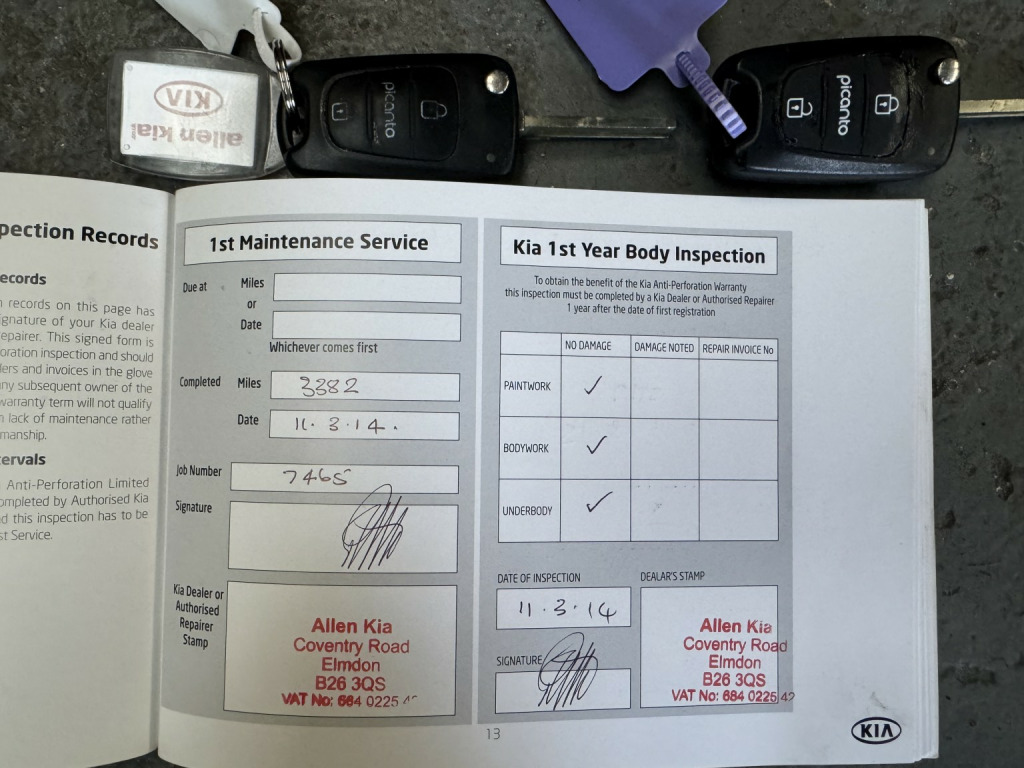 KIA
allen kia!
picanto
picanto
pection Records
ecords
n records on this page has
ignature of your Kia dealer
epairer. This signed form is
oration inspection and should
lers and invoices in the glove
ny subsequent owner of the
warranty term will not qualify
n lack of maintenance rather
manship.
ervals
Anti-Perforation Limited
ompleted by Authorised Kia
d this inspection has to be
st Service.
1st Maintenance Service
Due at Miles
or
Date
Whichever comes first
Completed Miles 3382
Date 11.3.14.
Job Number 7465
Signature
Kia Dealer or
Authorised
Repairer
Stamp
Allen Kia
Coventry Road
Elmdon
B26 3QS
VAT No: 684 0225
Kia 1st Year Body Inspection
To obtain the benefit of the Kia Anti-Perforation Warranty
this inspection must be completed by a Kia Dealer or Authorised Repairer
1 year after the date of first registration
NO DAMAGE DAMAGE NOTED REPAIR INVOICE No
PAINTWORK ✓
BODYWORK ✓
UNDERBODY ✓
DATE OF INSPECTION DEALAR'S STAMP
11.3.14
SIGNATURE
Allen Kia
Coventry Road
Elmdon
B26 3QS
VAT No: 684 0225 42
13
KIA